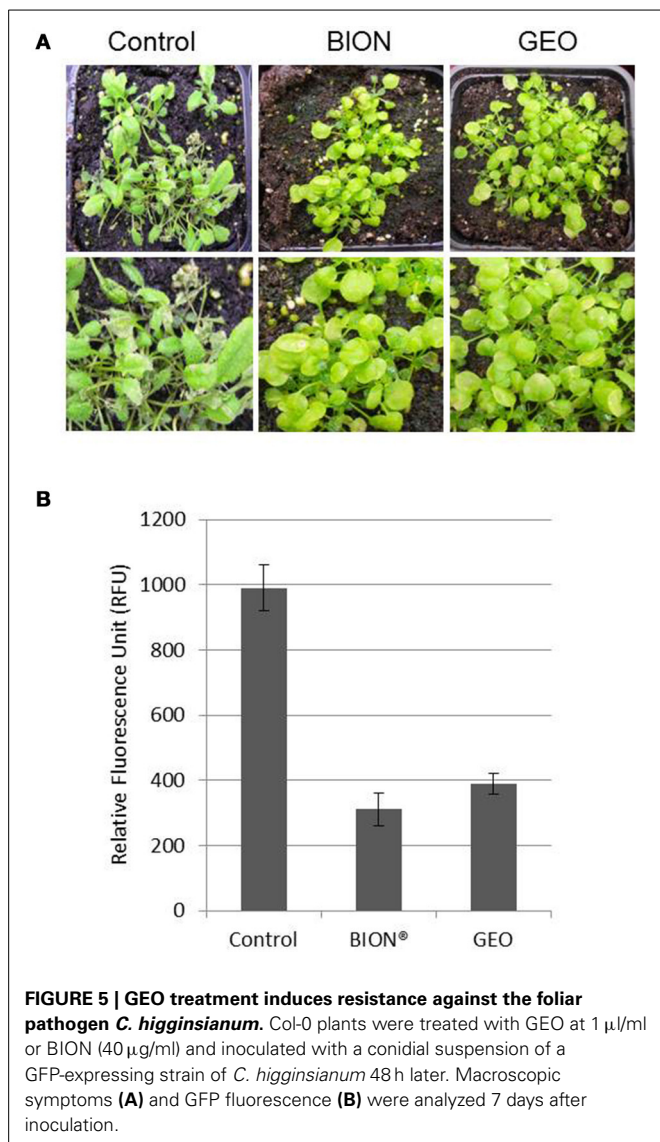 A
Control BION GEO
B
1200
1000
800
600
400
200
0
Relative Fluorescence Unit (RFU)
Control BION® GEO
FIGURE 5 | GEO treatment induces resistance against the foliar
pathogen C. higginsianum. Col-0 plants were treated with GEO at 1 µl/ml
or BION (40 µg/ml) and inoculated with a conidial suspension of a
GFP-expressing strain of C. higginsianum 48 h later. Macroscopic
symptoms (A) and GFP fluorescence (B) were analyzed 7 days after
inoculation.